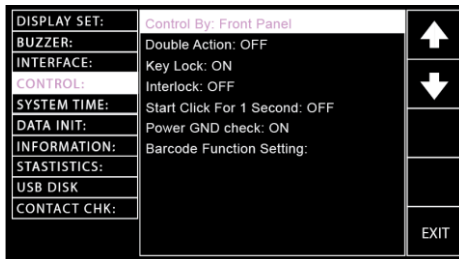 DISPLAY SET:
BUZZER:
INTERFACE:
CONTROL:
SYSTEM TIME:
DATA INIT:
INFORMATION:
STASTISTICS:
USB DISK
CONTACT CHK:
Control By: Front Panel
Double Action: OFF
Key Lock: ON
Interlock: OFF
Start Click For 1 Second: OFF
Power GND check: ON
Barcode Function Setting:
EXIT